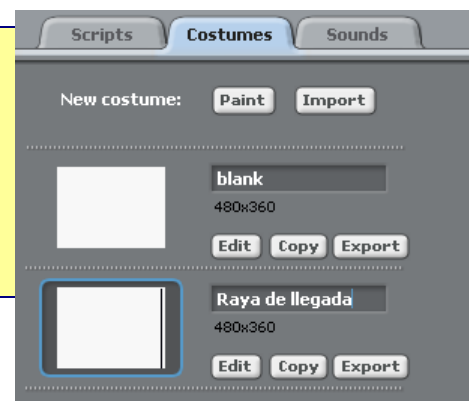 Scripts Costumes Sounds
New costume: Paint Import
blank
480x360
Edit Copy Export
Raya de llegada
480x360
Edit Copy Export